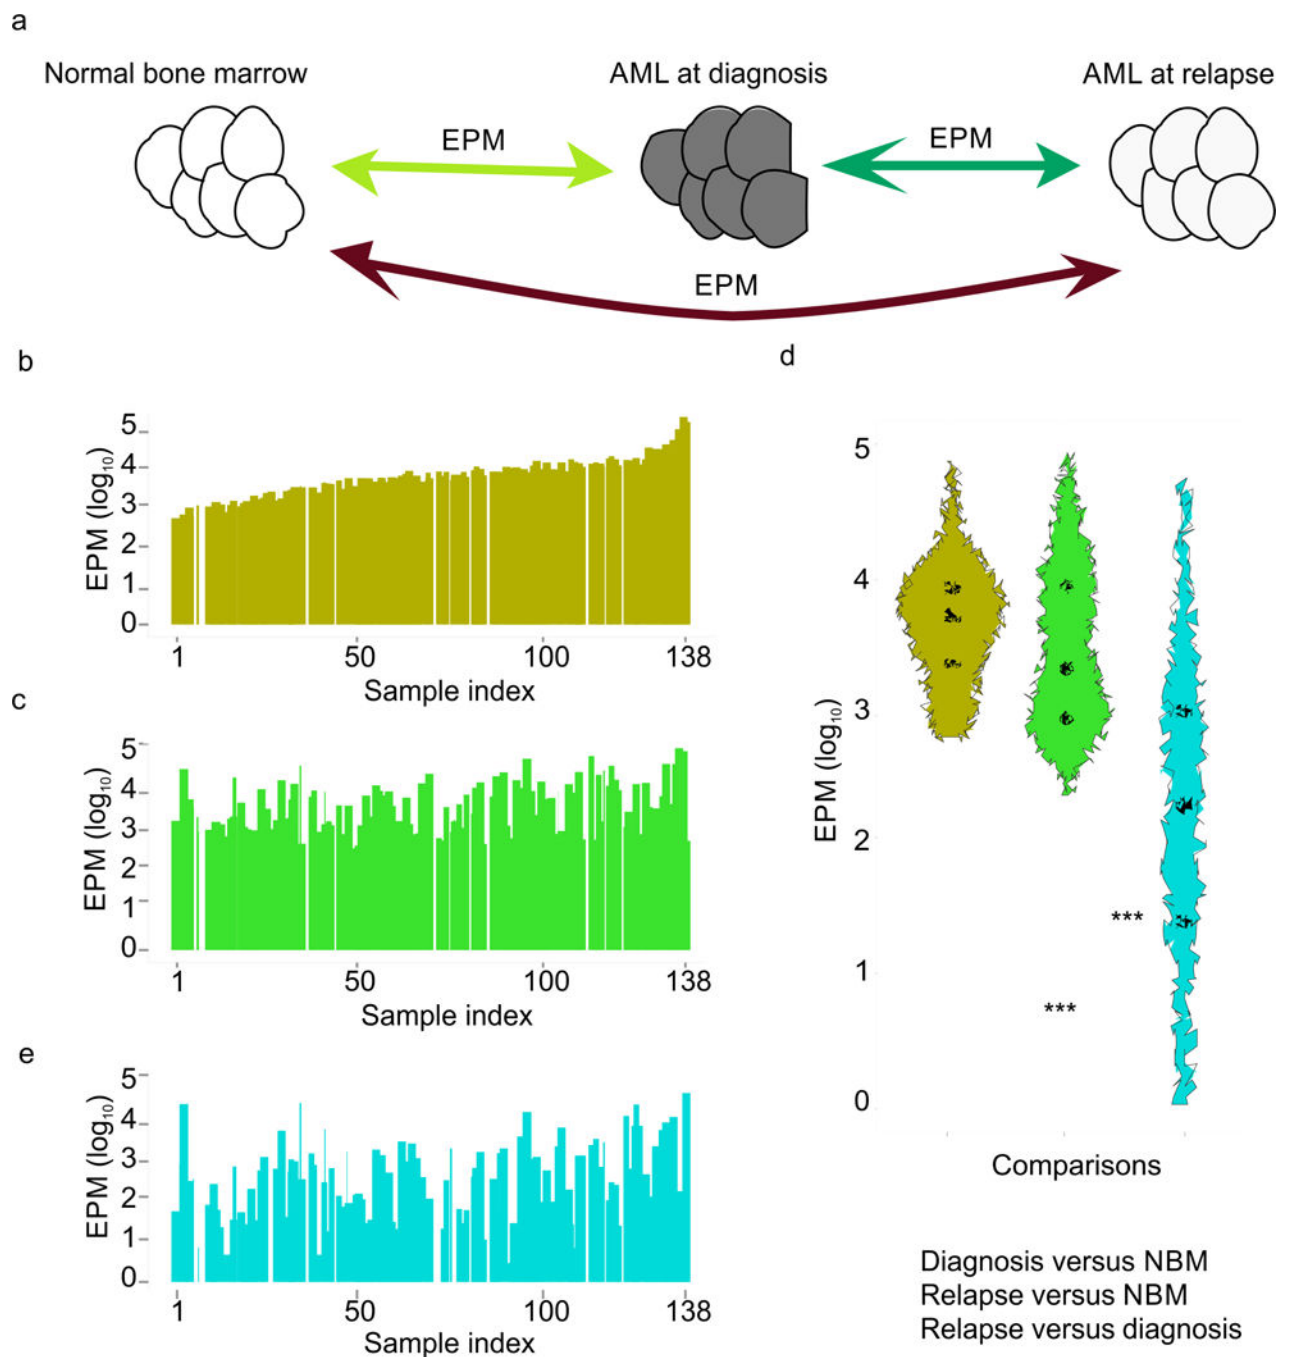 a
Normal bone marrow
AML at diagnosis
AML at relapse
EPM
EPM
EPM
b
EPM (log10)
5
4
3
2
1
0
1
50
100
138
Sample index
c
EPM (log10)
5
4
3
2
1
0
1
50
100
138
Sample index
e
EPM (log10)
5
4
3
2
1
0
1
50
100
138
Sample index
d
EPM (log10)
5
4
3
2
1
0
***
***
Comparisons
Diagnosis versus NBM
Relapse versus NBM
Relapse versus diagnosis